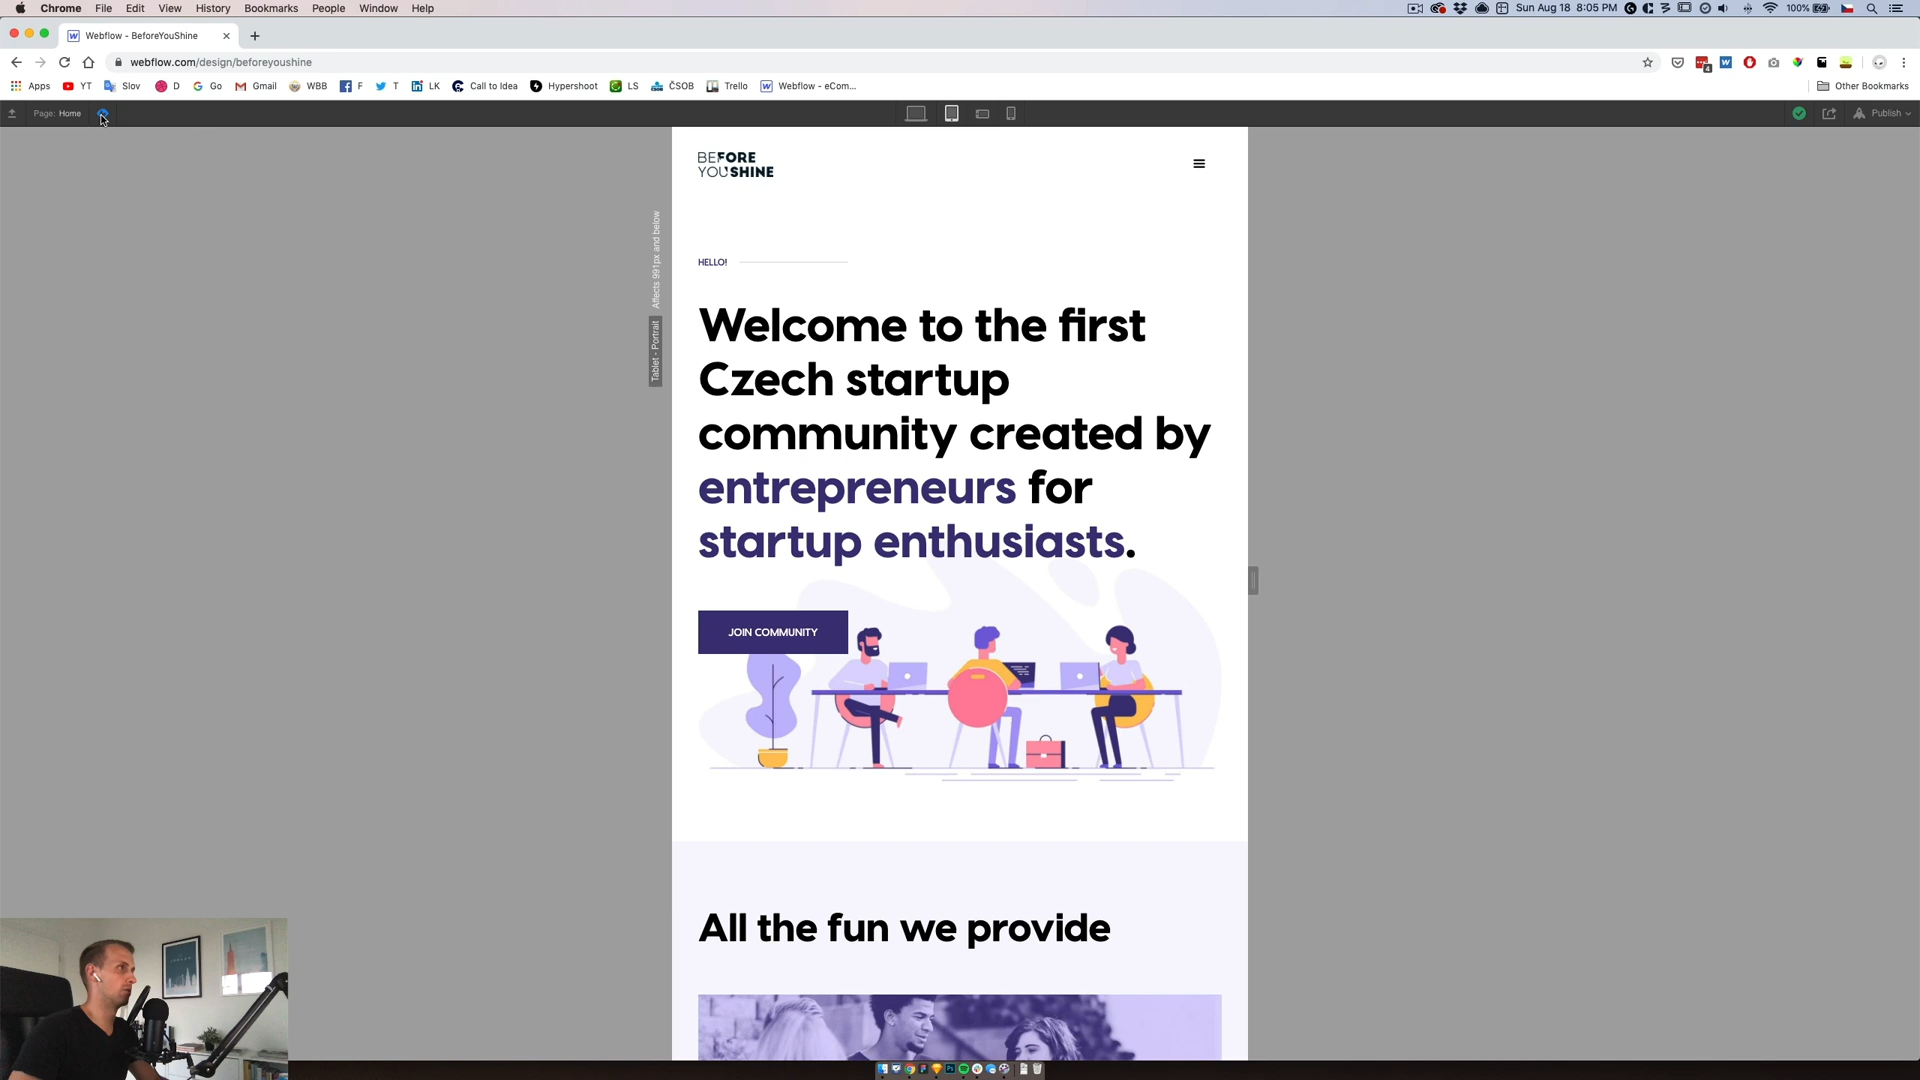 Chrome File Edit View History Bookmarks People Window Help
Sun Aug 18 8:05 PM
100%
Webflow - BeforeYouShine
webflow.com/design/beforeyoushine
Apps YT Slov D Go Gmail WBB F T LK Call to Idea Hypershoot LS ČSOB Trello Webflow - eCom... Other Bookmarks
Page: Home
Publish
BEFORE
YOU'SHINE
Tablet - Portrait Affects 991px and below
HELLO!
Welcome to the first
Czech startup
community created by
entrepreneurs for
startup enthusiasts.
JOIN COMMUNITY
All the fun we provide